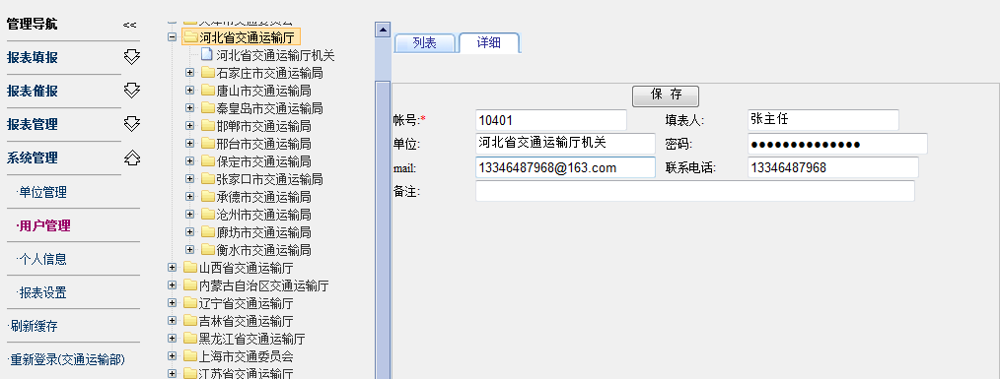 管理导航 <<
报表填报
报表催报
报表管理
系统管理
·单位管理
·用户管理
·个人信息
·报表设置
·刷新缓存
·重新登录(交通运输部)
天津市交通委员会
河北省交通运输厅
河北省交通运输厅机关
石家庄市交通运输局
唐山市交通运输局
秦皇岛市交通运输局
邯郸市交通运输局
邢台市交通运输局
保定市交通运输局
张家口市交通运输局
承德市交通运输局
沧州市交通运输局
廊坊市交通运输局
衡水市交通运输局
山西省交通运输厅
内蒙古自治区交通运输厅
辽宁省交通运输厅
吉林省交通运输厅
黑龙江省交通运输厅
上海市交通委员会
江苏省交通运输厅
列表 详细
保 存
帐号:* 10401 填表人: 张主任
单位: 河北省交通运输厅机关 密码: ●●●●●●●●●●●●●●
mail: 13346487968@163.com 联系电话: 13346487968
备注: